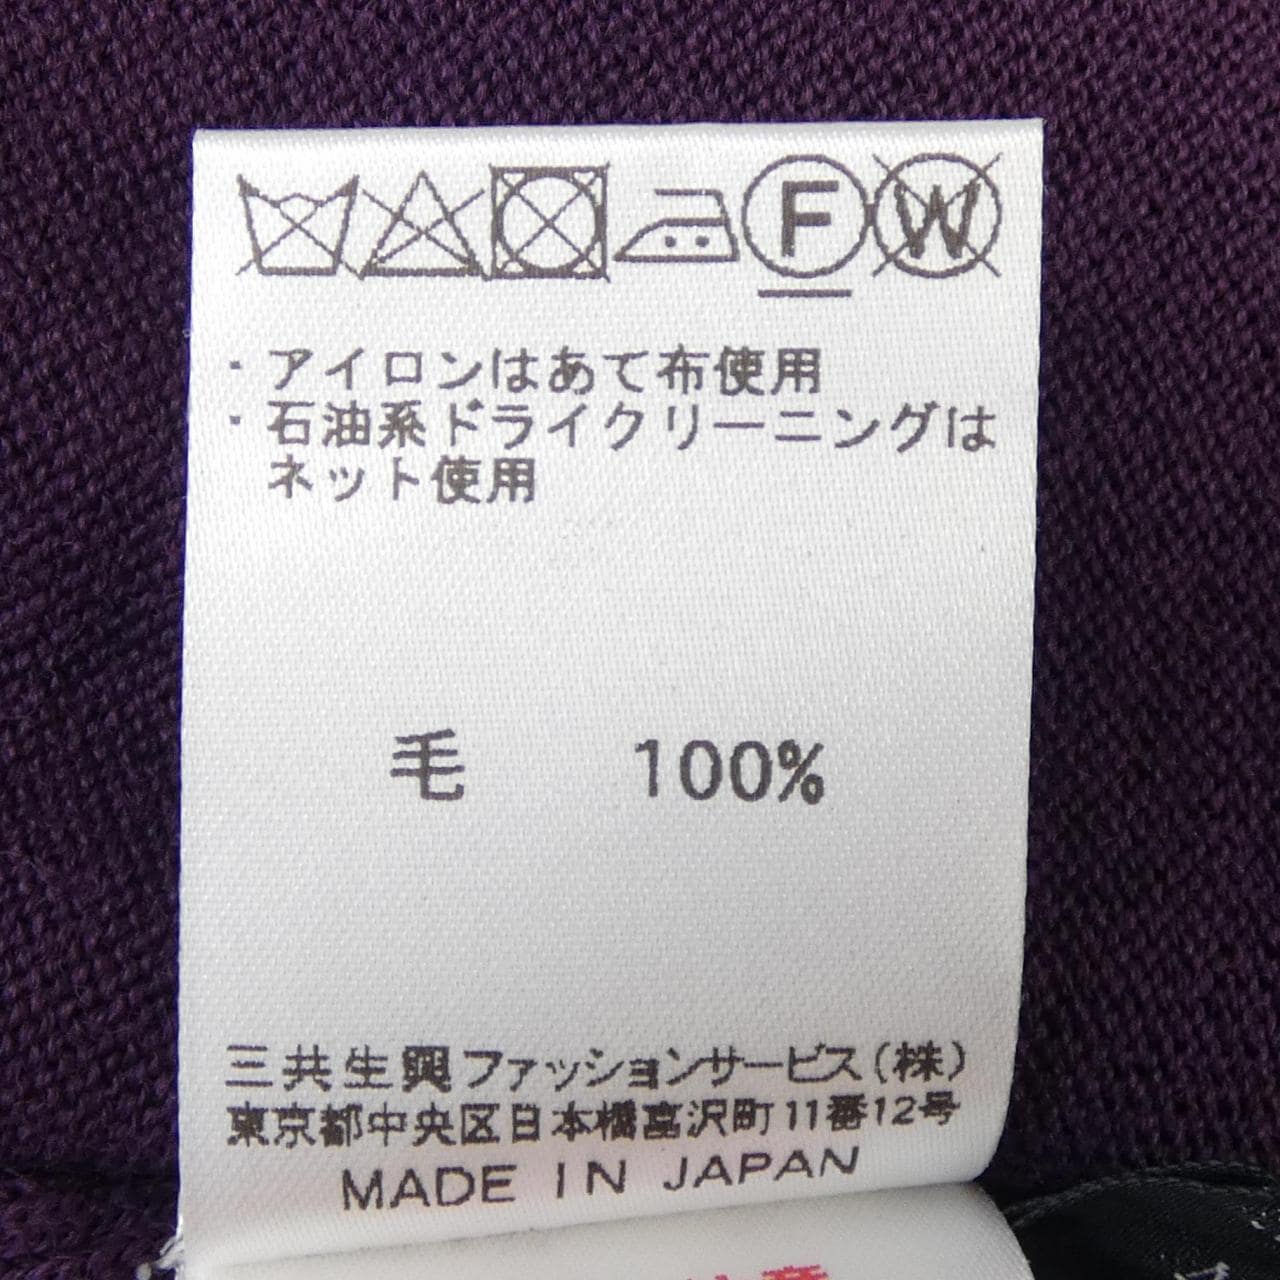 F W
・アイロンはあて布使用
・石油系ドライクリーニングは
ネット使用
毛 100%
三共生興ファッションサービス(株)
東京都中央区日本橋富沢町11番12号
MADE IN JAPAN